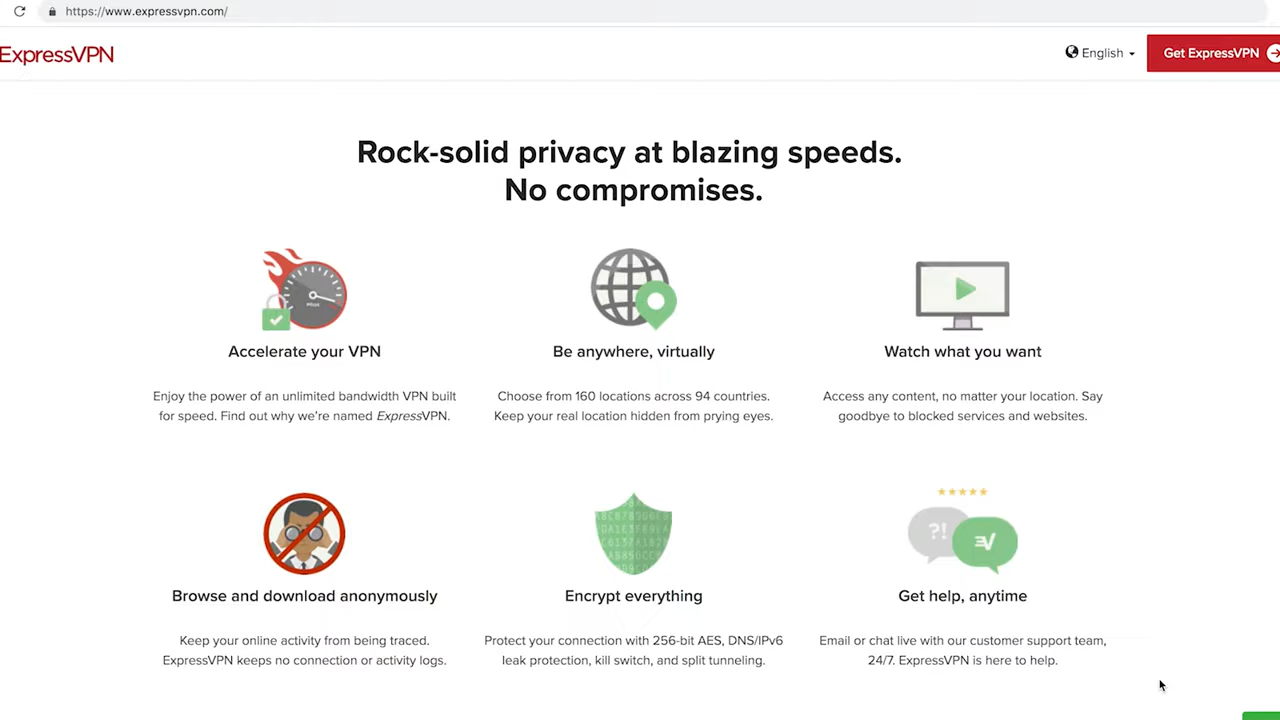 https://www.expressvpn.com/
ExpressVPN
English
Get ExpressVPN
Rock-solid privacy at blazing speeds.
No compromises.
Accelerate your VPN
Enjoy the power of an unlimited bandwidth VPN built
for speed. Find out why we're named ExpressVPN.
Be anywhere, virtually
Choose from 160 locations across 94 countries.
Keep your real location hidden from prying eyes.
Watch what you want
Access any content, no matter your location. Say
goodbye to blocked services and websites.
Browse and download anonymously
Keep your online activity from being traced.
ExpressVPN keeps no connection or activity logs.
Encrypt everything
Protect your connection with 256-bit AES, DNS/IPv6
leak protection, kill switch, and split tunneling.
?!
Get help, anytime
Email or chat live with our customer support team,
24/7. ExpressVPN is here to help.